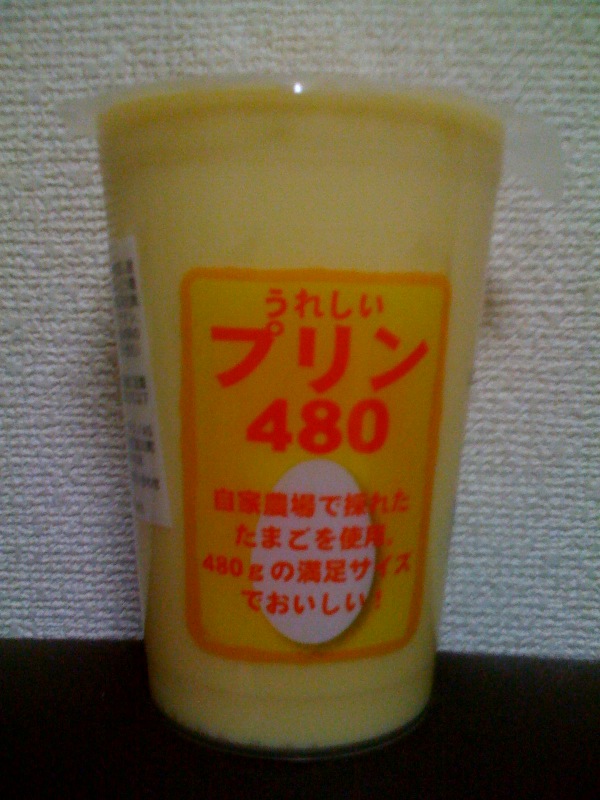 うれしい
プリン
480
自家農場で採れた
たまごを使用。
480gの満足サイズ
でおいしい!